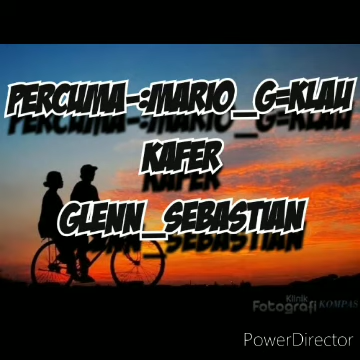 PERCUMA-:MARIO_G=KLAU
KAFER
GLENN_SEBASTIAN
Klinik
Fotografi KOMPAS
PowerDirector